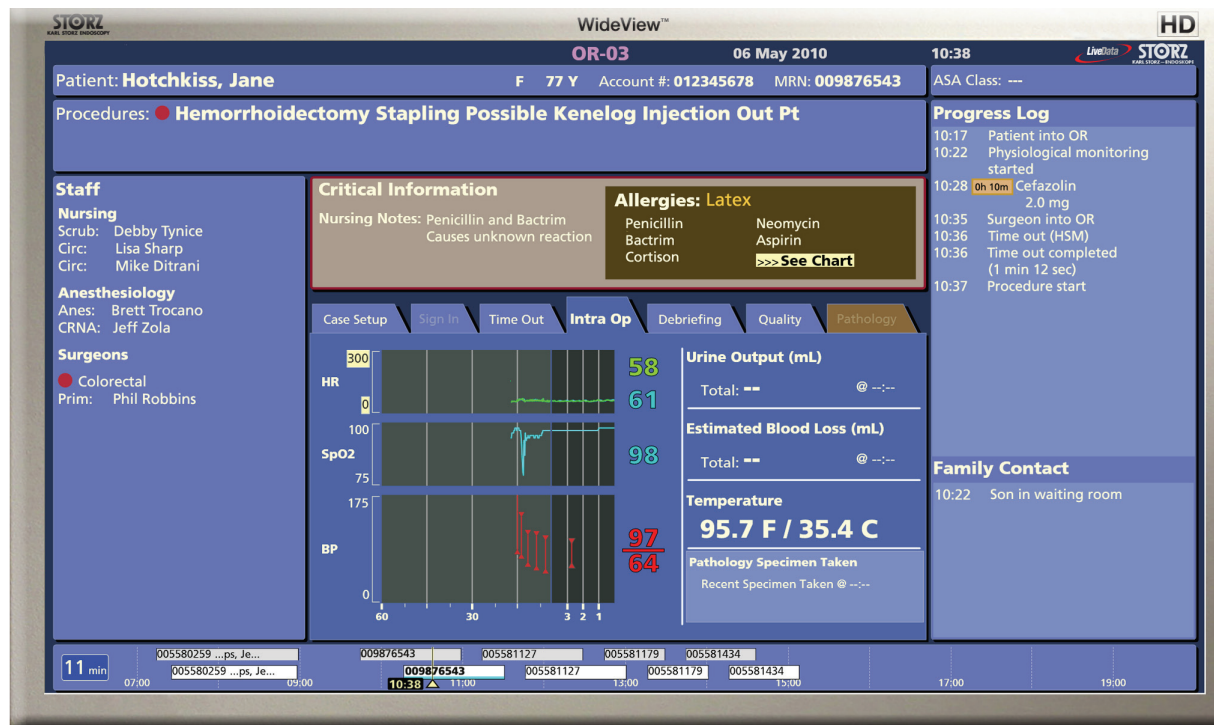 STORZ
KARL STORZ ENDOSCOPY
WideView™
HD
OR-03
06 May 2010
10:38
LiveData
STORZ
KARL STORZ – ENDOSKOPE
Patient: Hotchkiss, Jane
F 77 Y Account #: 012345678 MRN: 009876543
ASA Class: ---
Procedures: Hemorrhoidectomy Stapling Possible Kenelog Injection Out Pt
Staff
Nursing
Scrub: Debby Tynice
Circ: Lisa Sharp
Circ: Mike Ditrani
Anesthesiology
Anes: Brett Trocano
CRNA: Jeff Zola
Surgeons
Colorectal
Prim: Phil Robbins
Critical Information
Nursing Notes: Penicillin and Bactrim
Causes unknown reaction
Allergies: Latex
Penicillin Neomycin
Bactrim Aspirin
Cortison >>> See Chart
Case Setup Sign In Time Out Intra Op Debriefing Quality Pathology
300
HR
0
58
61
100
SpO2
75
98
175
BP
0
97
64
60 30 3 2 1
Urine Output (mL)
Total: -- @ --:--
Estimated Blood Loss (mL)
Total: -- @ --:--
Temperature
95.7 F / 35.4 C
Pathology Specimen Taken
Recent Specimen Taken @ --:--
Progress Log
10:17 Patient into OR
10:22 Physiological monitoring
started
10:28 0h 10m Cefazolin
2.0 mg
10:35 Surgeon into OR
10:36 Time out (HSM)
10:36 Time out completed
(1 min 12 sec)
10:37 Procedure start
Family Contact
10:22 Son in waiting room
11 min
005580259 ...ps, Je... 009876543 005581127 005581179 005581434
005580259 ...ps, Je... 009876543 005581127 005581179 005581434
07:00 09:00 10:38 11:00 13:00 15:00 17:00 19:00